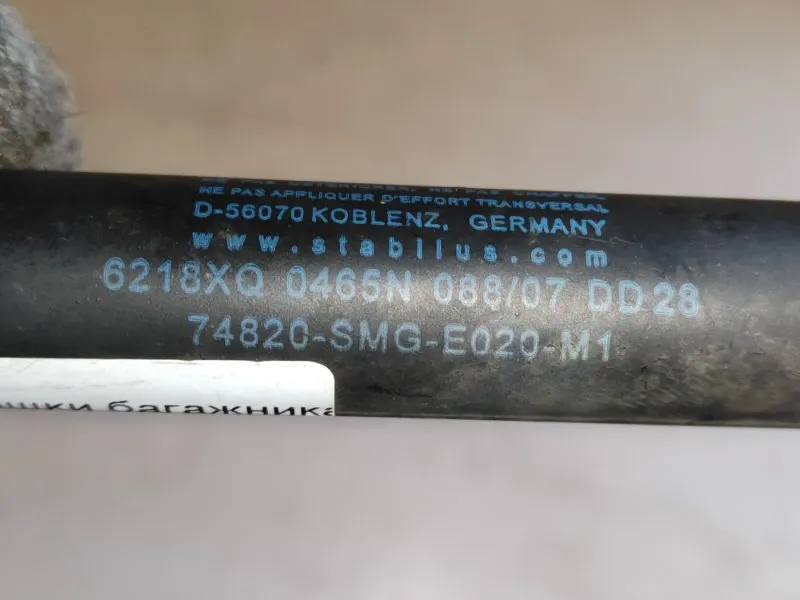 NE PAS APPLIQUER D'EFFORT TRANSVERSAL
D-56070 KOBLENZ, GERMANY
www.stabilus.com
6218XQ 0465N 088/07 DD28
74820-SMG-E020-M1
багажника